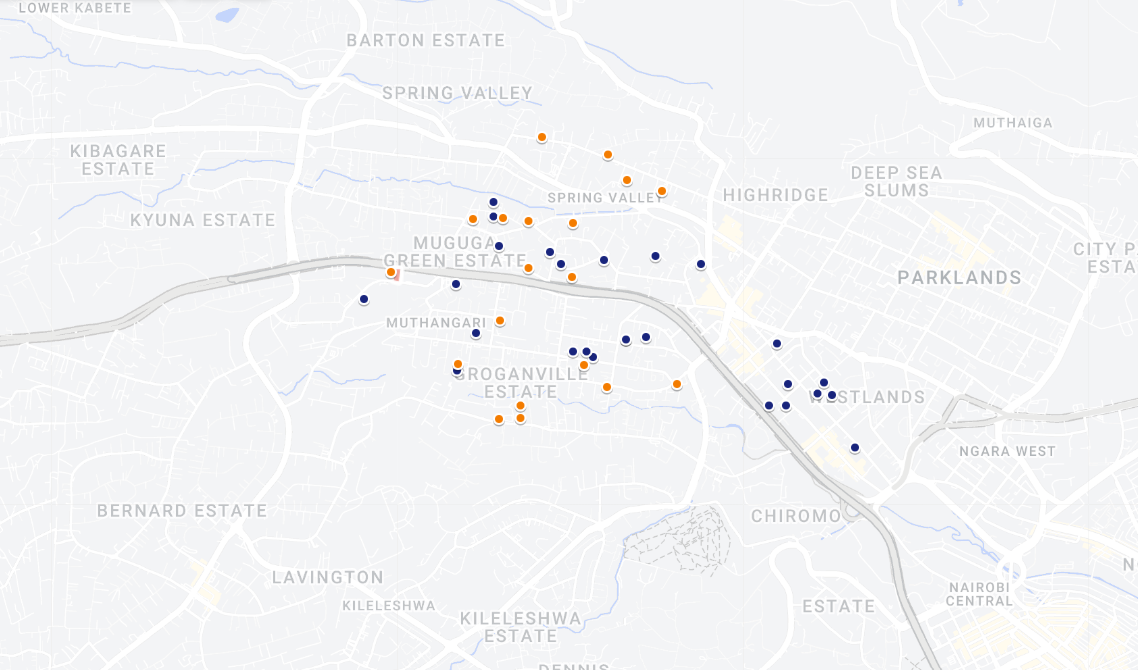 LOWER KABETE
BARTON ESTATE
SPRING VALLEY
MUTHAIGA
KIBAGARE
ESTATE
DEEP SEA
SLUMS
SPRING VALLEY
HIGHRIDGE
KYUNA ESTATE
MUGUGA
GREEN ESTATE
CITY P
ESTA
PARKLANDS
MUTHANGARI
GROGANVILLE
ESTATE
WESTLANDS
NGARA WEST
BERNARD ESTATE
CHIROMO
LAVINGTON
KILELESHWA
NAIROBI
CENTRAL
ESTATE
KILELESHWA
ESTATE
DENNIS